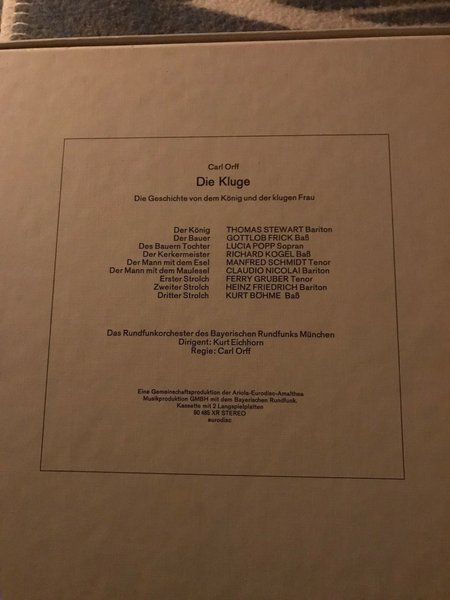 Carl Orff
Die Kluge
Die Geschichte von dem König und der klugen Frau
Der König THOMAS STEWART Bariton
Der Bauer GOTTLOB FRICK Baß
Des Bauern Tochter LUCIA POPP Sopran
Der Kerkermeister RICHARD KOGEL Baß
Der Mann mit dem Esel MANFRED SCHMIDT Tenor
Der Mann mit dem Maulesel CLAUDIO NICOLAI Bariton
Erster Strolch FERRY GRUBER Tenor
Zweiter Strolch HEINZ FRIEDRICH Bariton
Dritter Strolch KURT BÖHME Baß
Das Rundfunkorchester des Bayerischen Rundfunks München
Dirigent: Kurt Eichhorn
Regie: Carl Orff
Eine Gemeinschaftsproduktion der Ariola-Eurodisc-Amalthea
Musikproduktion GMBH mit dem Bayerischen Rundfunk.
Kassette mit 2 Langspielplatten
80 485 XR STEREO
eurodisc